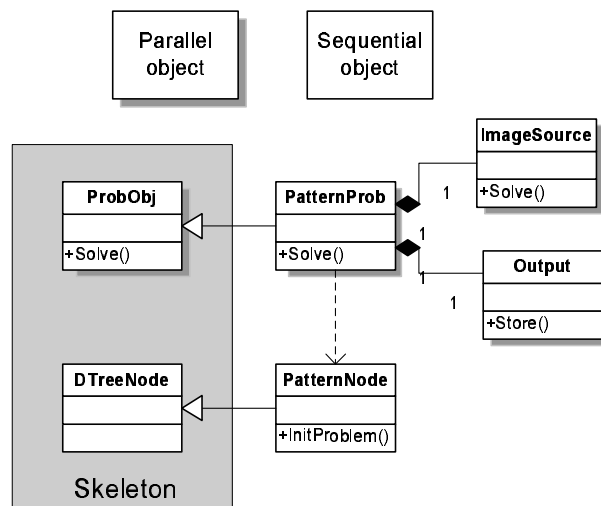 Parallel
object
Sequential
object
ImageSource
+Solve()
ProbObj
+Solve()
PatternProb
+Solve()
1
1
1
1
Output
+Store()
DTreeNode
PatternNode
+InitProblem()
Skeleton